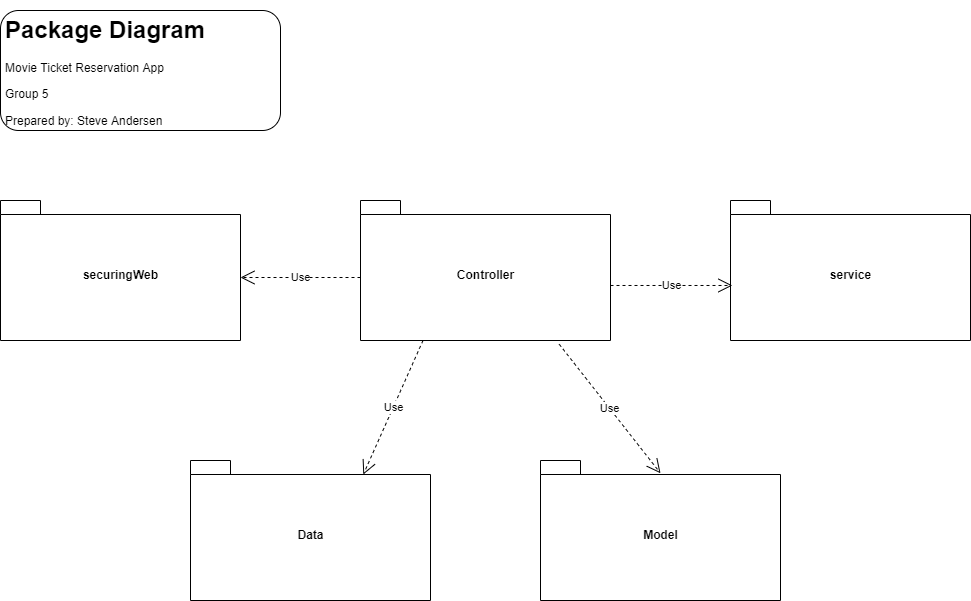 Package Diagram
Movie Ticket Reservation App
Group 5
Prepared by: Steve Andersen
securingWeb
Use
Controller
Use
service
Use
Use
Data
Model